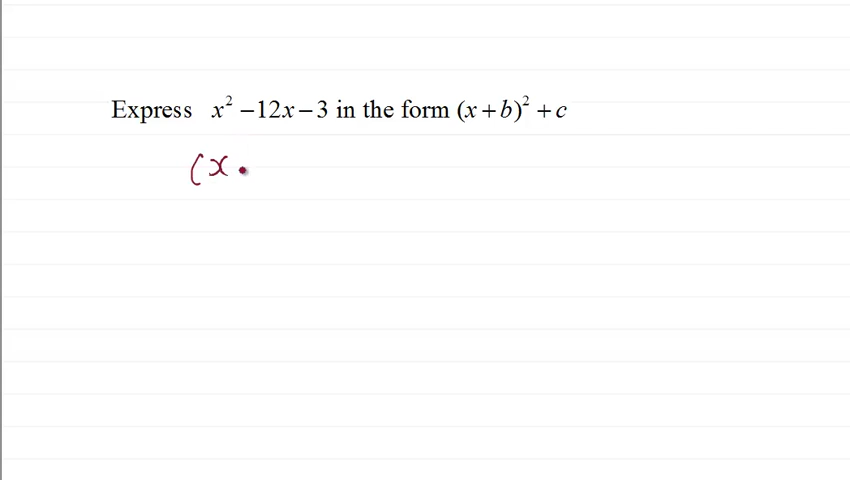 Express x² −12x−3 in the form (x+b)² +c
(x